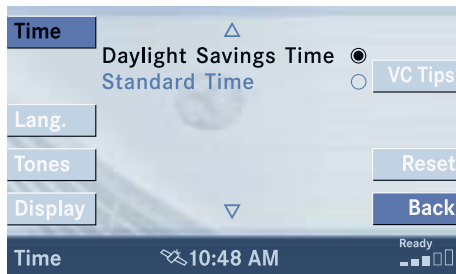 Time
Daylight Savings Time
Standard Time
VC Tips
Lang.
Tones
Reset
Display
Back
Time
10:48 AM
Ready